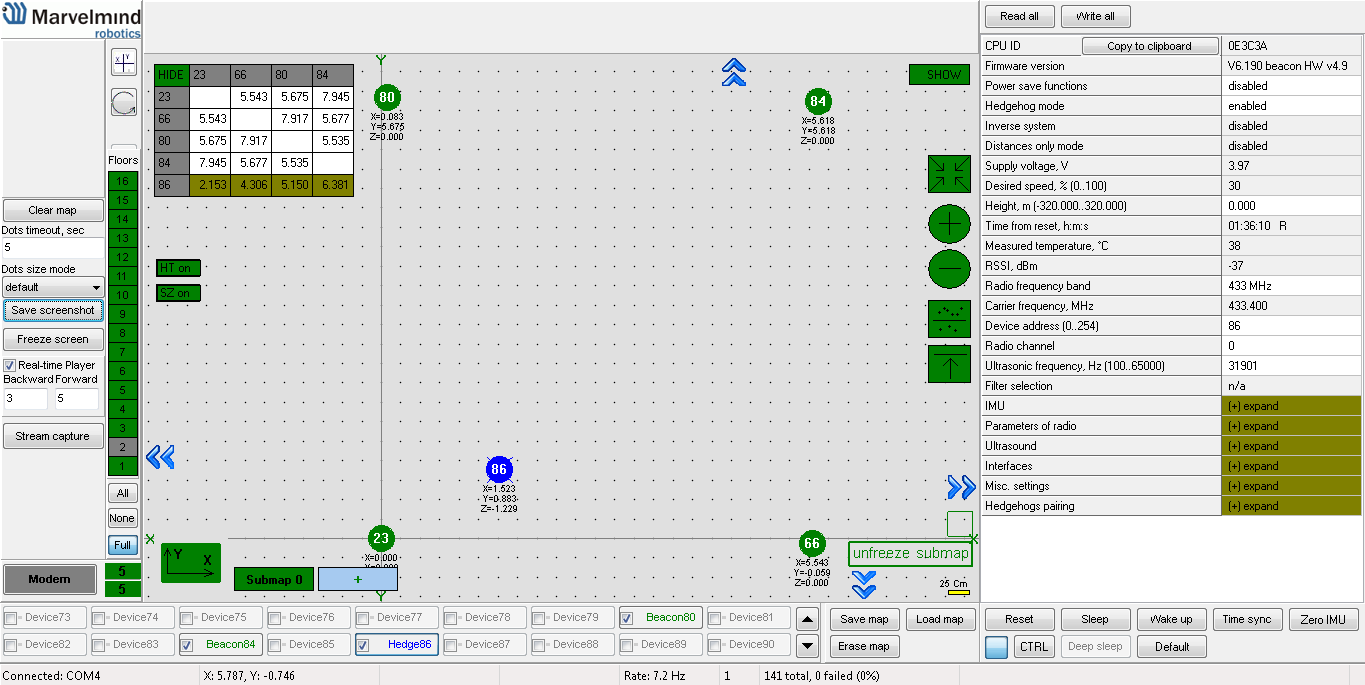 Marvelmind
robotics
Clear map
Dots timeout, sec
5
Dots size mode
default
Save screenshot
Freeze screen
Real-time Player
Backward Forward
3 5
Stream capture
Modern
Y X
Floors
16
15
14
13
12
11
10
9
8
7
6
5
4
3
2
1
All
None
Full
5
5
HIDE 23 66 80 84
23 5.543 5.675 7.945
66 5.543 7.917 5.677
80 5.675 7.917 5.535
84 7.945 5.677 5.535
86 2.153 4.306 5.150 6.381
HT on
SZ on
Y
80
X=0.083
Y=5.675
Z=0.000
84
X=5.618
Y=5.618
Z=0.000
SHOW
86
X=1.523
Y=0.883
Z=-1.229
X
23
X=0.000
Y=0.000
66
X=5.543
Y=-0.059
Z=0.000
X
unfreeze submap
25 Cm
Y X
Submap 0 +
Y
Read all Write all
CPU ID Copy to clipboard 0E3C3A
Firmware version V6.190 beacon HW v4.9
Power save functions disabled
Hedgehog mode enabled
Inverse system disabled
Distances only mode disabled
Supply voltage, V 3.97
Desired speed, % (0..100) 30
Height, m (-320.000..320.000) 0.000
Time from reset, h:m:s 01:36:10 R
Measured temperature, °C 38
RSSI, dBm -37
Radio frequency band 433 MHz
Carrier frequency, MHz 433.400
Device address (0..254) 86
Radio channel 0
Ultrasonic frequency, Hz (100..65000) 31901
Filter selection n/a
IMU (+) expand
Parameters of radio (+) expand
Ultrasound (+) expand
Interfaces (+) expand
Misc. settings (+) expand
Hedgehogs pairing (+) expand
Device73 Device74 Device75 Device76 Device77 Device78 Device79 Beacon80 Device81
Device82 Device83 Beacon84 Device85 Hedge86 Device87 Device88 Device89 Device90
Save map Load map
Erase map
Reset Sleep Wake up Time sync Zero IMU
CTRL Deep sleep Default
Connected: COM4 X: 5.787, Y: -0.746 Rate: 7.2 Hz 1 141 total, 0 failed (0%)